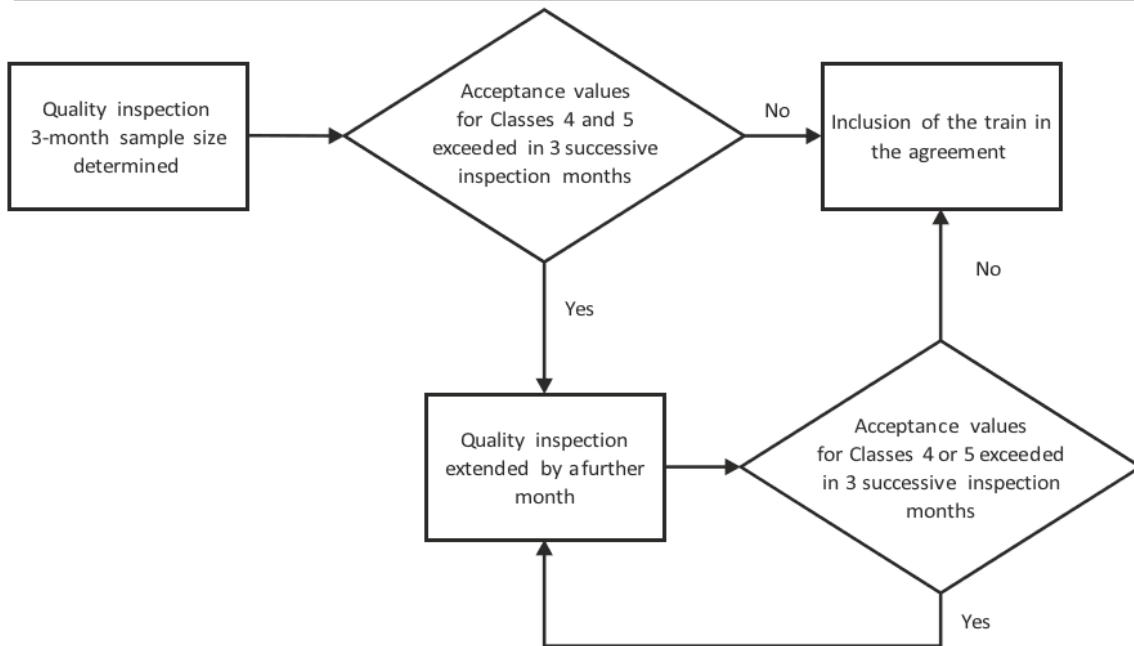 Quality inspection
3-month sample size
determined
Acceptance values
for Classes 4 and 5
exceeded in 3 successive
inspection months
No
Inclusion of the train in
the agreement
Yes
No
Quality inspection
extended by a further
month
Acceptance values
for Classes 4 or 5 exceeded
in 3 successive inspection
months
Yes